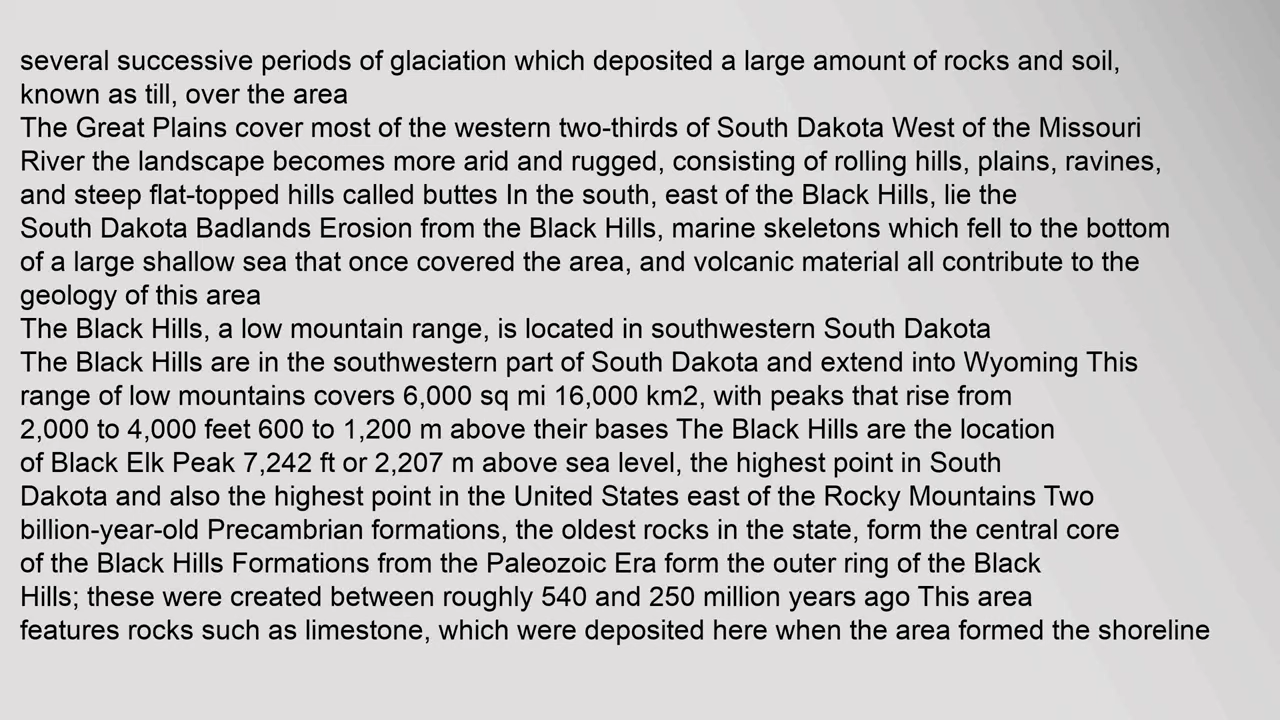 several successive periods of glaciation which deposited a large amount of rocks and soil,
known as till, over the area
The Great Plains cover most of the western two-thirds of South Dakota West of the Missouri
River the landscape becomes more arid and rugged, consisting of rolling hills, plains, ravines,
and steep flat-topped hills called buttes In the south, east of the Black Hills, lie the
South Dakota Badlands Erosion from the Black Hills, marine skeletons which fell to the bottom
of a large shallow sea that once covered the area, and volcanic material all contribute to the
geology of this area
The Black Hills, a low mountain range, is located in southwestern South Dakota
The Black Hills are in the southwestern part of South Dakota and extend into Wyoming This
range of low mountains covers 6,000 sq mi 16,000 km2, with peaks that rise from
2,000 to 4,000 feet 600 to 1,200 m above their bases The Black Hills are the location
of Black Elk Peak 7,242 ft or 2,207 m above sea level, the highest point in South
Dakota and also the highest point in the United States east of the Rocky Mountains Two
billion-year-old Precambrian formations, the oldest rocks in the state, form the central core
of the Black Hills Formations from the Paleozoic Era form the outer ring of the Black
Hills; these were created between roughly 540 and 250 million years ago This area
features rocks such as limestone, which were deposited here when the area formed the shoreline